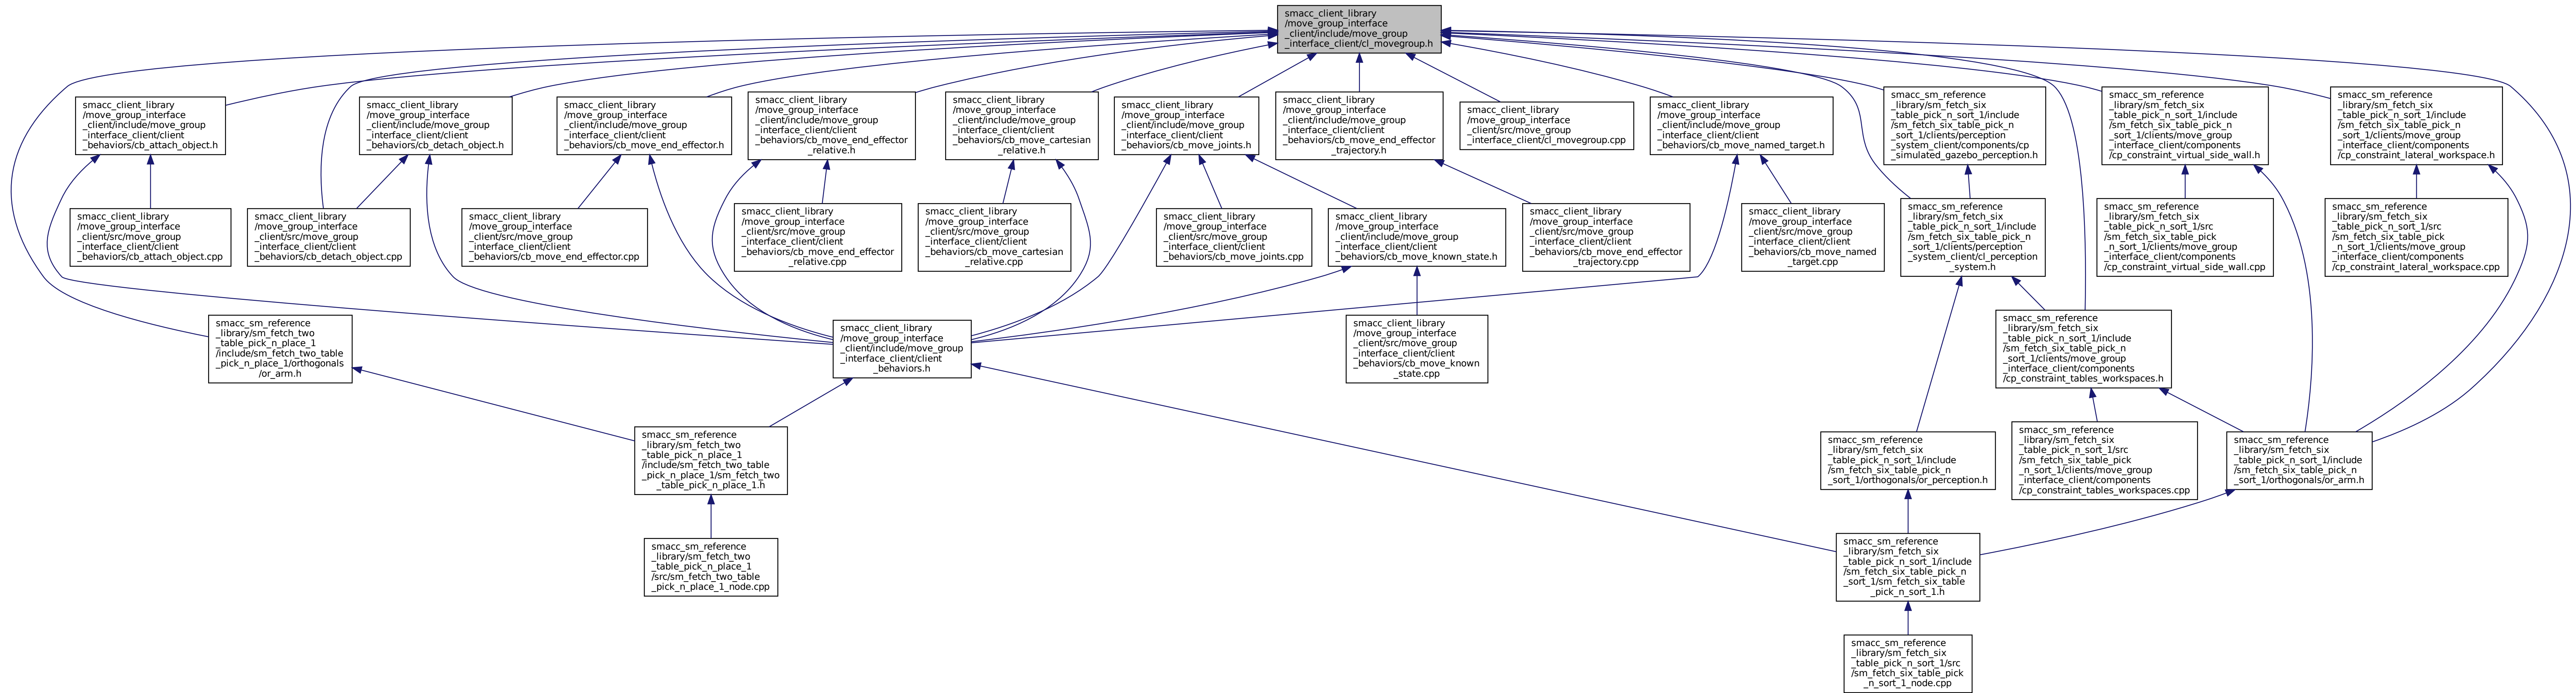 smacc_client_library
/move_group_interface
_client/include/move_group
_interface_client/cl_movegroup.h
smacc_client_library
/move_group_interface
_client/include/move_group
_interface_client/client
_behaviors/cb_attach_object.h
smacc_client_library
/move_group_interface
_client/include/move_group
_interface_client/client
_behaviors/cb_detach_object.h
smacc_client_library
/move_group_interface
_client/include/move_group
_interface_client/client
_behaviors/cb_move_end_effector.h
smacc_client_library
/move_group_interface
_client/include/move_group
_interface_client/client
_behaviors/cb_move_end_effector
_relative.h
smacc_client_library
/move_group_interface
_client/include/move_group
_interface_client/client
_behaviors/cb_move_cartesian
_relative.h
smacc_client_library
/move_group_interface
_client/include/move_group
_interface_client/client
_behaviors/cb_move_joints.h
smacc_client_library
/move_group_interface
_client/include/move_group
_interface_client/client
_behaviors/cb_move_end_effector
_trajectory.h
smacc_client_library
/move_group_interface
_client/src/move_group
_interface_client/cl_movegroup.cpp
smacc_client_library
/move_group_interface
_client/include/move_group
_interface_client/client
_behaviors/cb_move_named_target.h
smacc_sm_reference
_library/sm_fetch_six
_table_pick_n_sort_1/include
/sm_fetch_six_table_pick_n
_sort_1/clients/perception
_system_client/components/cp
_simulated_gazebo_perception.h
smacc_sm_reference
_library/sm_fetch_six
_table_pick_n_sort_1/include
/sm_fetch_six_table_pick_n
_sort_1/clients/move_group
_interface_client/components
/cp_constraint_virtual_side_wall.h
smacc_sm_reference
_library/sm_fetch_six
_table_pick_n_sort_1/include
/sm_fetch_six_table_pick_n
_sort_1/clients/move_group
_interface_client/components
/cp_constraint_lateral_workspace.h
smacc_client_library
/move_group_interface
_client/src/move_group
_interface_client/client
_behaviors/cb_attach_object.cpp
smacc_client_library
/move_group_interface
_client/src/move_group
_interface_client/client
_behaviors/cb_detach_object.cpp
smacc_client_library
/move_group_interface
_client/src/move_group
_interface_client/client
_behaviors/cb_move_end_effector.cpp
smacc_client_library
/move_group_interface
_client/src/move_group
_interface_client/client
_behaviors/cb_move_end_effector
_relative.cpp
smacc_client_library
/move_group_interface
_client/src/move_group
_interface_client/client
_behaviors/cb_move_cartesian
_relative.cpp
smacc_client_library
/move_group_interface
_client/src/move_group
_interface_client/client
_behaviors/cb_move_joints.cpp
smacc_client_library
/move_group_interface
_client/include/move_group
_interface_client/client
_behaviors/cb_move_known_state.h
smacc_client_library
/move_group_interface
_client/src/move_group
_interface_client/client
_behaviors/cb_move_end_effector
_trajectory.cpp
smacc_client_library
/move_group_interface
_client/src/move_group
_interface_client/client
_behaviors/cb_move_named
_target.cpp
smacc_sm_reference
_library/sm_fetch_six
_table_pick_n_sort_1/include
/sm_fetch_six_table_pick_n
_sort_1/clients/perception
_system_client/cl_perception
_system.h
smacc_sm_reference
_library/sm_fetch_six
_table_pick_n_sort_1/src
/sm_fetch_six_table_pick
_n_sort_1/clients/move_group
_interface_client/components
/cp_constraint_virtual_side_wall.cpp
smacc_sm_reference
_library/sm_fetch_six
_table_pick_n_sort_1/src
/sm_fetch_six_table_pick
_n_sort_1/clients/move_group
_interface_client/components
/cp_constraint_lateral_workspace.cpp
smacc_sm_reference
_library/sm_fetch_two
_table_pick_n_place_1
/include/sm_fetch_two_table
_pick_n_place_1/orthogonals
/or_arm.h
smacc_client_library
/move_group_interface
_client/include/move_group
_interface_client/client
_behaviors.h
smacc_client_library
/move_group_interface
_client/src/move_group
_interface_client/client
_behaviors/cb_move_known
_state.cpp
smacc_sm_reference
_library/sm_fetch_six
_table_pick_n_sort_1/include
/sm_fetch_six_table_pick_n
_sort_1/clients/move_group
_interface_client/components
/cp_constraint_tables_workspaces.h
smacc_sm_reference
_library/sm_fetch_two
_table_pick_n_place_1
/include/sm_fetch_two_table
_pick_n_place_1/sm_fetch_two
_table_pick_n_place_1.h
smacc_sm_reference
_library/sm_fetch_six
_table_pick_n_sort_1/include
/sm_fetch_six_table_pick_n
_sort_1/orthogonals/or_perception.h
smacc_sm_reference
_library/sm_fetch_six
_table_pick_n_sort_1/src
/sm_fetch_six_table_pick
_n_sort_1/clients/move_group
_interface_client/components
/cp_constraint_tables_workspaces.cpp
smacc_sm_reference
_library/sm_fetch_six
_table_pick_n_sort_1/include
/sm_fetch_six_table_pick_n
_sort_1/orthogonals/or_arm.h
smacc_sm_reference
_library/sm_fetch_two
_table_pick_n_place_1
/src/sm_fetch_two_table
_pick_n_place_1_node.cpp
smacc_sm_reference
_library/sm_fetch_six
_table_pick_n_sort_1/include
/sm_fetch_six_table_pick_n
_sort_1/sm_fetch_six_table
_pick_n_sort_1.h
smacc_sm_reference
_library/sm_fetch_six
_table_pick_n_sort_1/src
/sm_fetch_six_table_pick
_n_sort_1_node.cpp